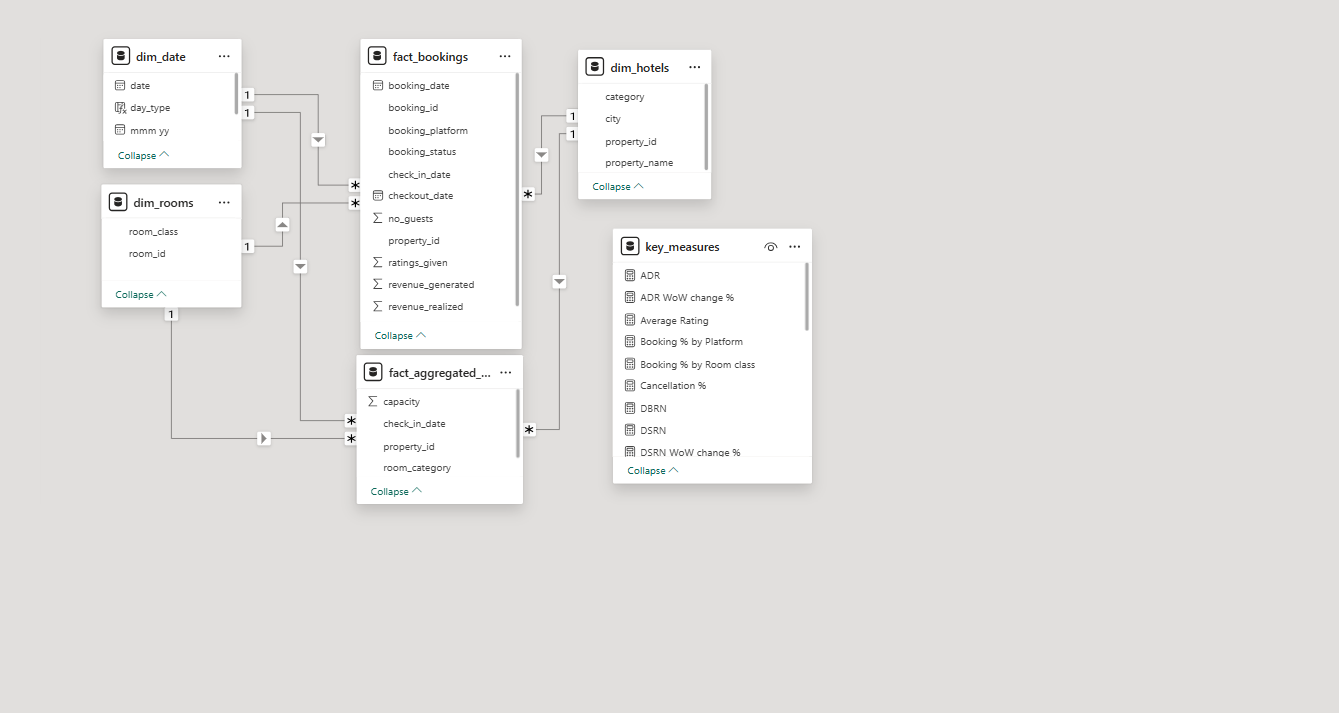 dim_date
date
day_type
mmm yy
Collapse
dim_rooms
room_class
room_id
Collapse
fact_bookings
booking_date
booking_id
booking_platform
booking_status
check_in_date
checkout_date
no_guests
property_id
ratings_given
revenue_generated
revenue_realized
Collapse
fact_aggregated_...
capacity
check_in_date
property_id
room_category
Collapse
dim_hotels
category
city
property_id
property_name
Collapse
key_measures
ADR
ADR WoW change %
Average Rating
Booking % by Platform
Booking % by Room class
Cancellation %
DBRN
DSRN
DSRN WoW change %
Collapse
1
1
1
1
1
1
*
*
*
*
*
*